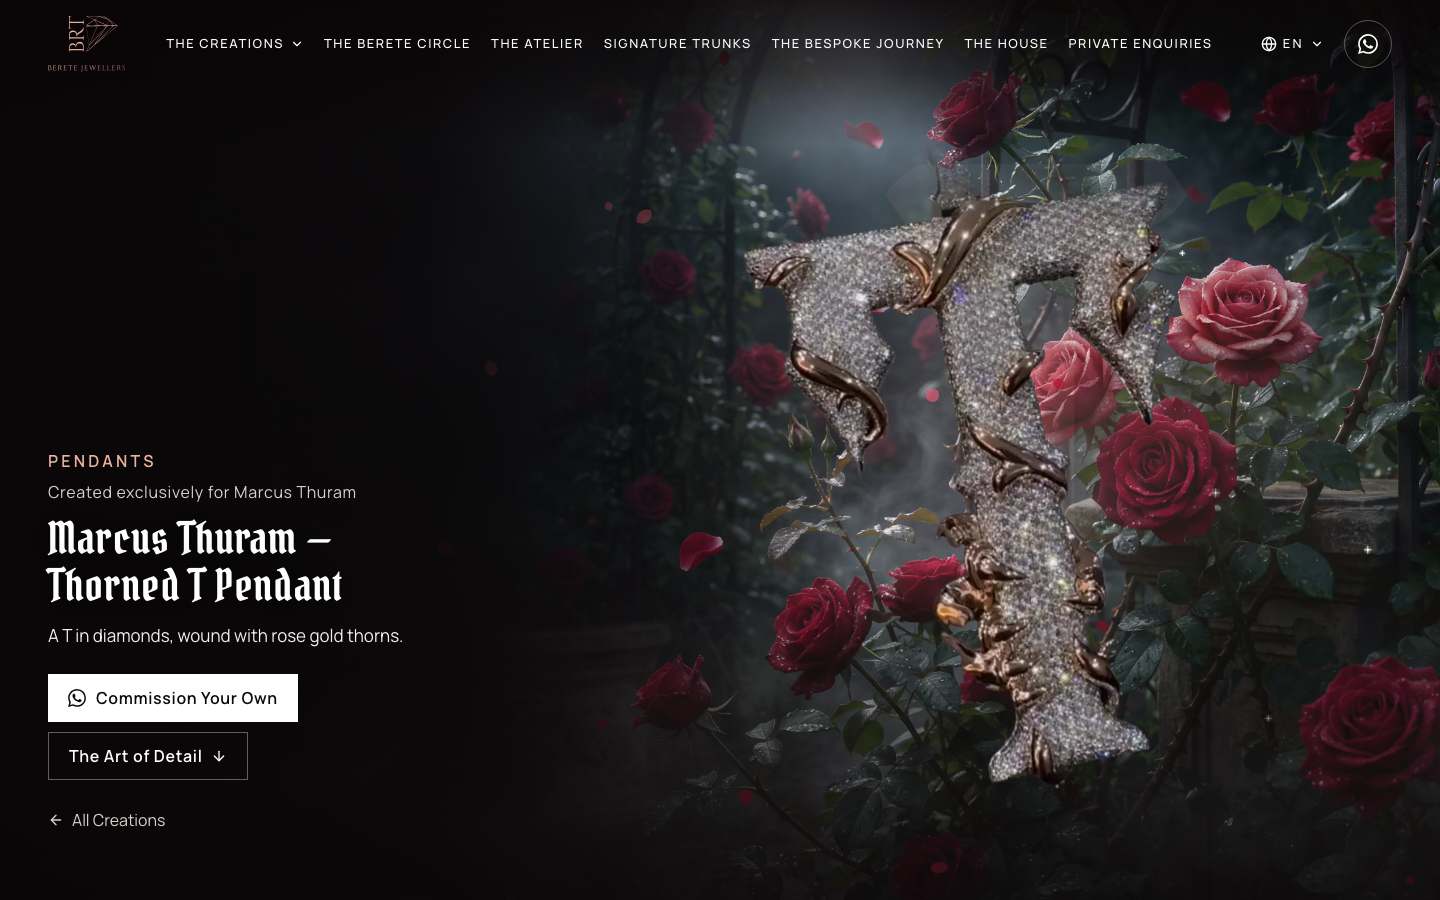 BRT
BERETE JEWELLERS
THE CREATIONS
THE BERETE CIRCLE
THE ATELIER
SIGNATURE TRUNKS
THE BESPOKE JOURNEY
THE HOUSE
PRIVATE ENQUIRIES
EN
PENDANTS
Created exclusively for Marcus Thuram
Marcus Thuram –
Thorned T Pendant
A T in diamonds, wound with rose gold thorns.
Commission Your Own
The Art of Detail
All Creations